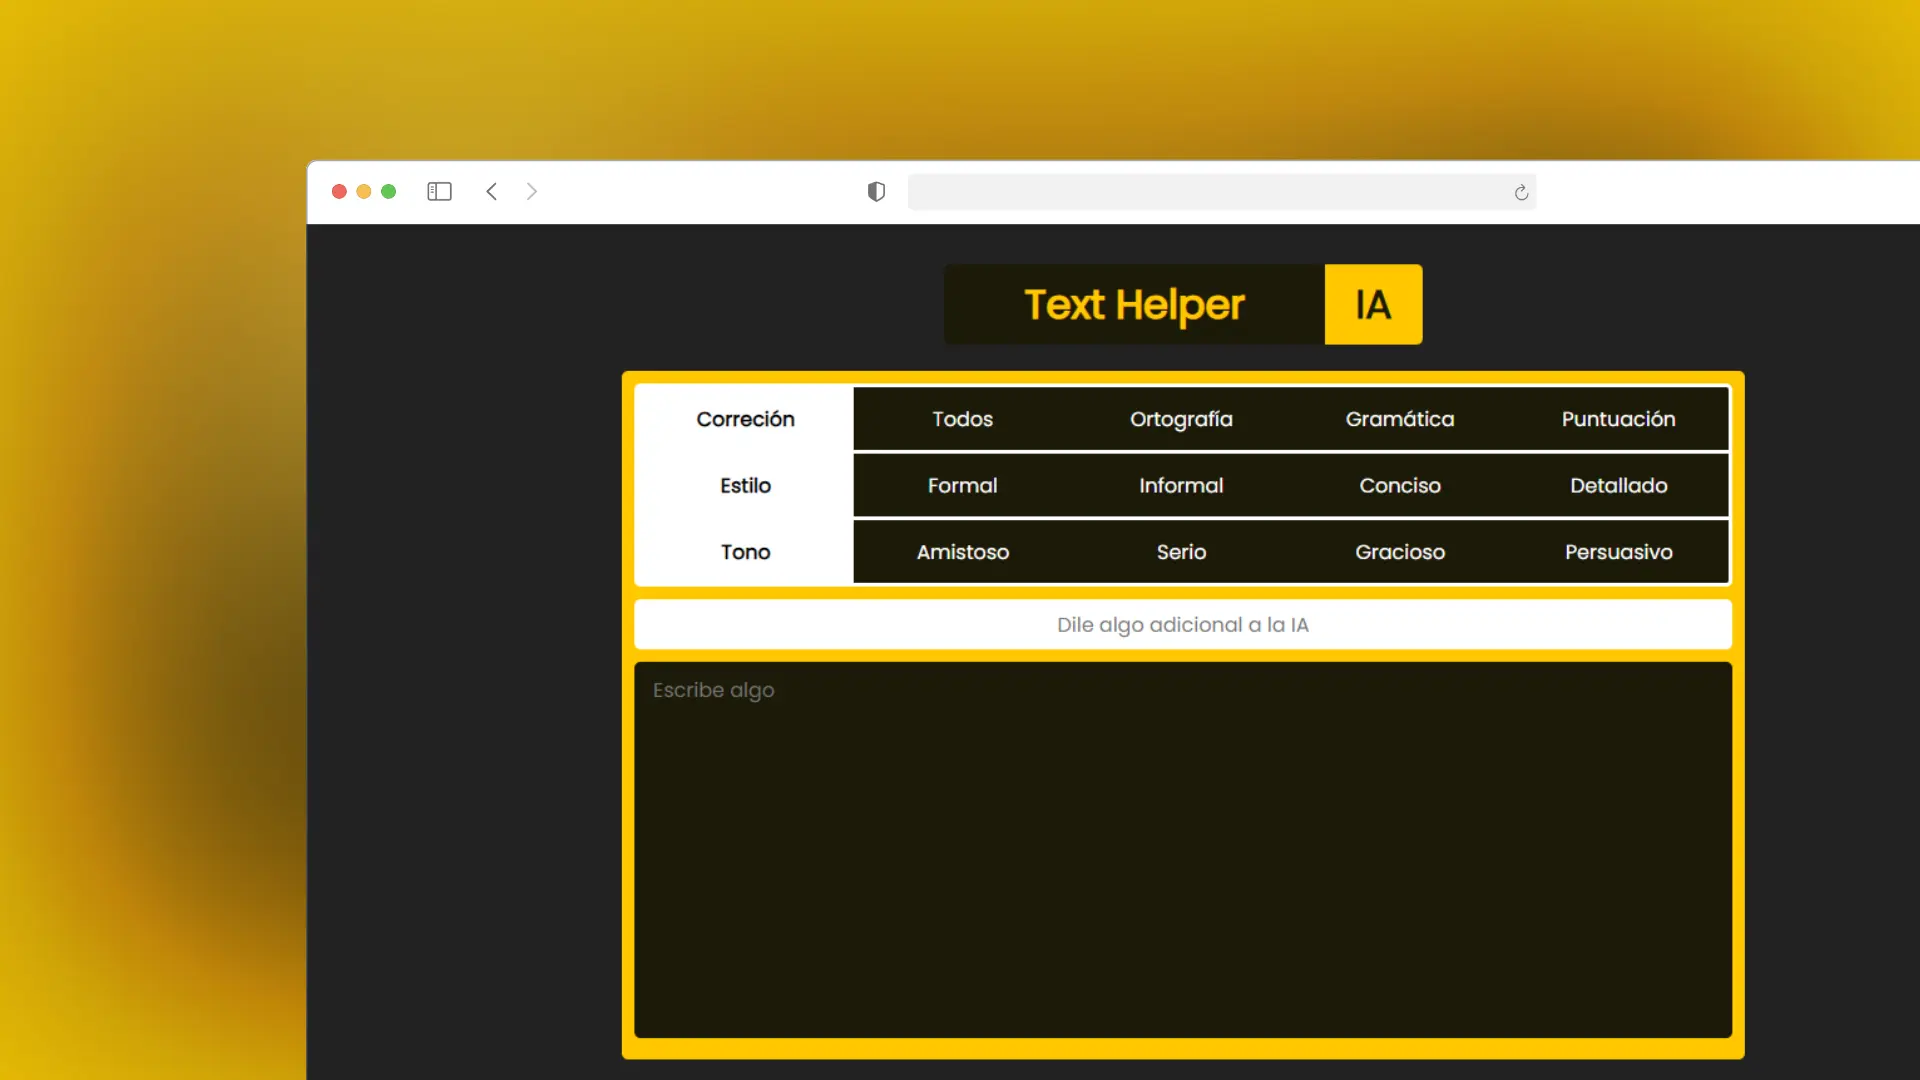 Text Helper IA
Correción Todos Ortografía Gramática Puntuación
Estilo Formal Informal Conciso Detallado
Tono Amistoso Serio Gracioso Persuasivo
Dile algo adicional a la IA
Escribe algo